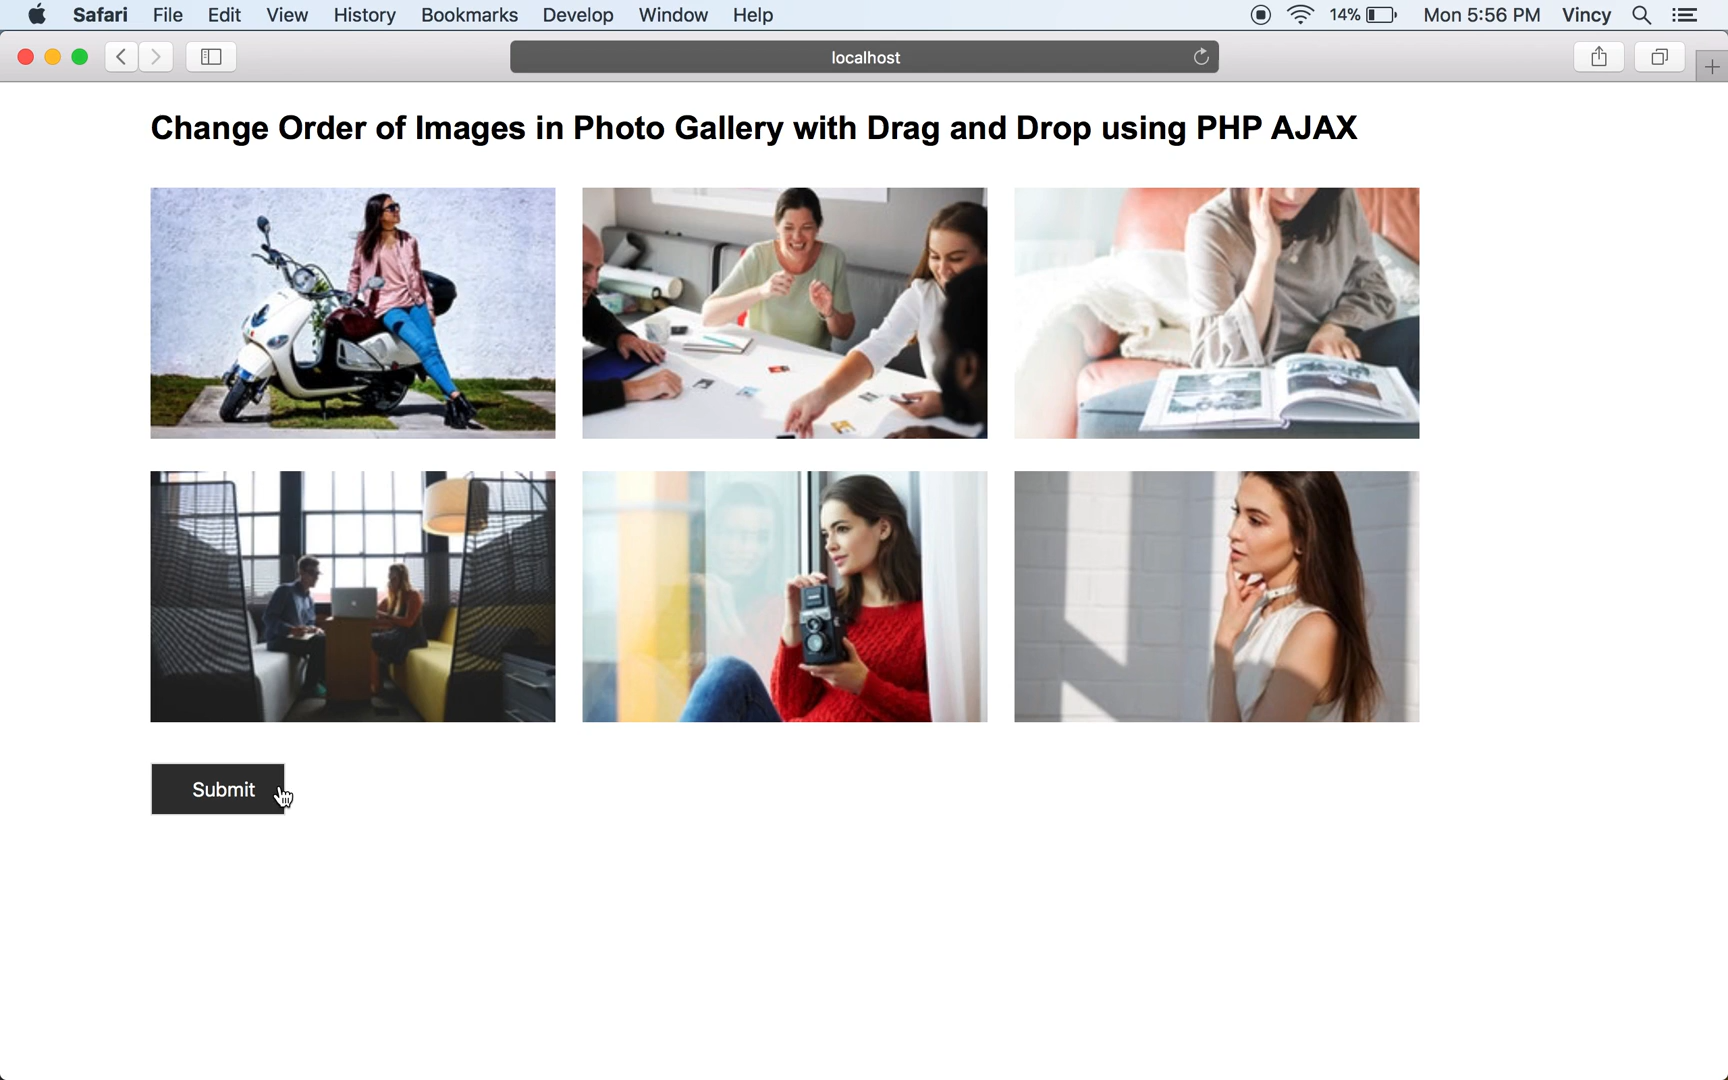 Safari File Edit View History Bookmarks Develop Window Help 14% Mon 5:56 PM Vincy
localhost
Change Order of Images in Photo Gallery with Drag and Drop using PHP AJAX
Submit